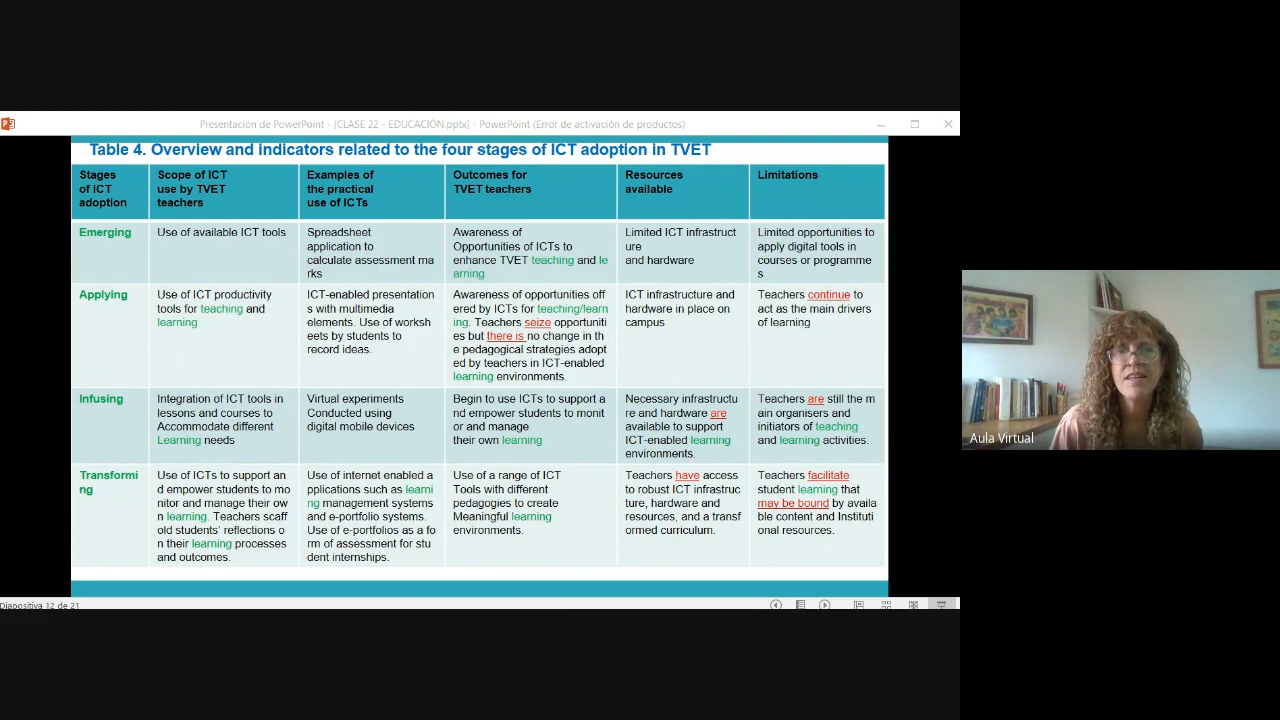 Presentación de PowerPoint - [CLASE 22 - EDUCACIÓN.pptx] - PowerPoint (Error de activación de productos)
Table 4. Overview and indicators related to the four stages of ICT adoption in TVET
Stages
of ICT
adoption
Scope of ICT
use by TVET
teachers
Examples of
the practical
use of ICTs
Outcomes for
TVET teachers
Resources
available
Limitations
Emerging
Use of available ICT tools
Spreadsheet
application to
calculate assessment ma
rks
Awareness of
Opportunities of ICTs to
enhance TVET teaching and le
arning
Limited ICT infrastruct
ure
and hardware
Limited opportunities to
apply digital tools in
courses or programme
s
Applying
Use of ICT productivity
tools for teaching and
learning
ICT-enabled presentation
s with multimedia
elements. Use of worksh
eets by students to
record ideas.
Awareness of opportunities off
ered by ICTs for teaching/learn
ing. Teachers seize opportuniti
es but there is no change in th
e pedagogical strategies adopt
ed by teachers in ICT-enabled
learning environments.
ICT infrastructure and
hardware in place on
campus
Teachers continue to
act as the main drivers
of learning
Infusing
Integration of ICT tools in
lessons and courses to
Accommodate different
Learning needs
Virtual experiments
Conducted using
digital mobile devices
Begin to use ICTs to support a
nd empower students to monit
or and manage
their own learning
Necessary infrastructu
re and hardware are
available to support
ICT-enabled learning
environments.
Teachers are still the m
ain organisers and
initiators of teaching
and learning activities.
Transformi
ng
Use of ICTs to support an
d empower students to mo
nitor and manage their ow
n learning. Teachers scaff
old students' reflections o
n their learning processes
and outcomes.
Use of internet enabled a
pplications such as learni
ng management systems
and e-portfolio systems.
Use of e-portfolios as a fo
rm of assessment for stu
dent internships.
Use of a range of ICT
Tools with different
pedagogies to create
Meaningful learning
environments.
Teachers have access
to robust ICT infrastruc
ture, hardware and
resources, and a transf
ormed curriculum.
Teachers facilitate
student learning that
may be bound by availa
ble content and Instituti
onal resources.
Diapositiva 12 de 21
Aula Virtual